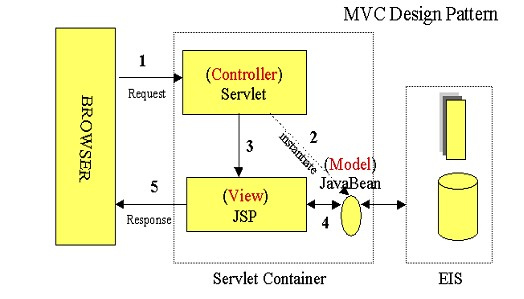 MVC Design Pattern
BROWSER
1
Request
(Controller)
Servlet
2
instantiate
3
(Model)
JavaBean
(View)
JSP
4
5
Response
Servlet Container
EIS